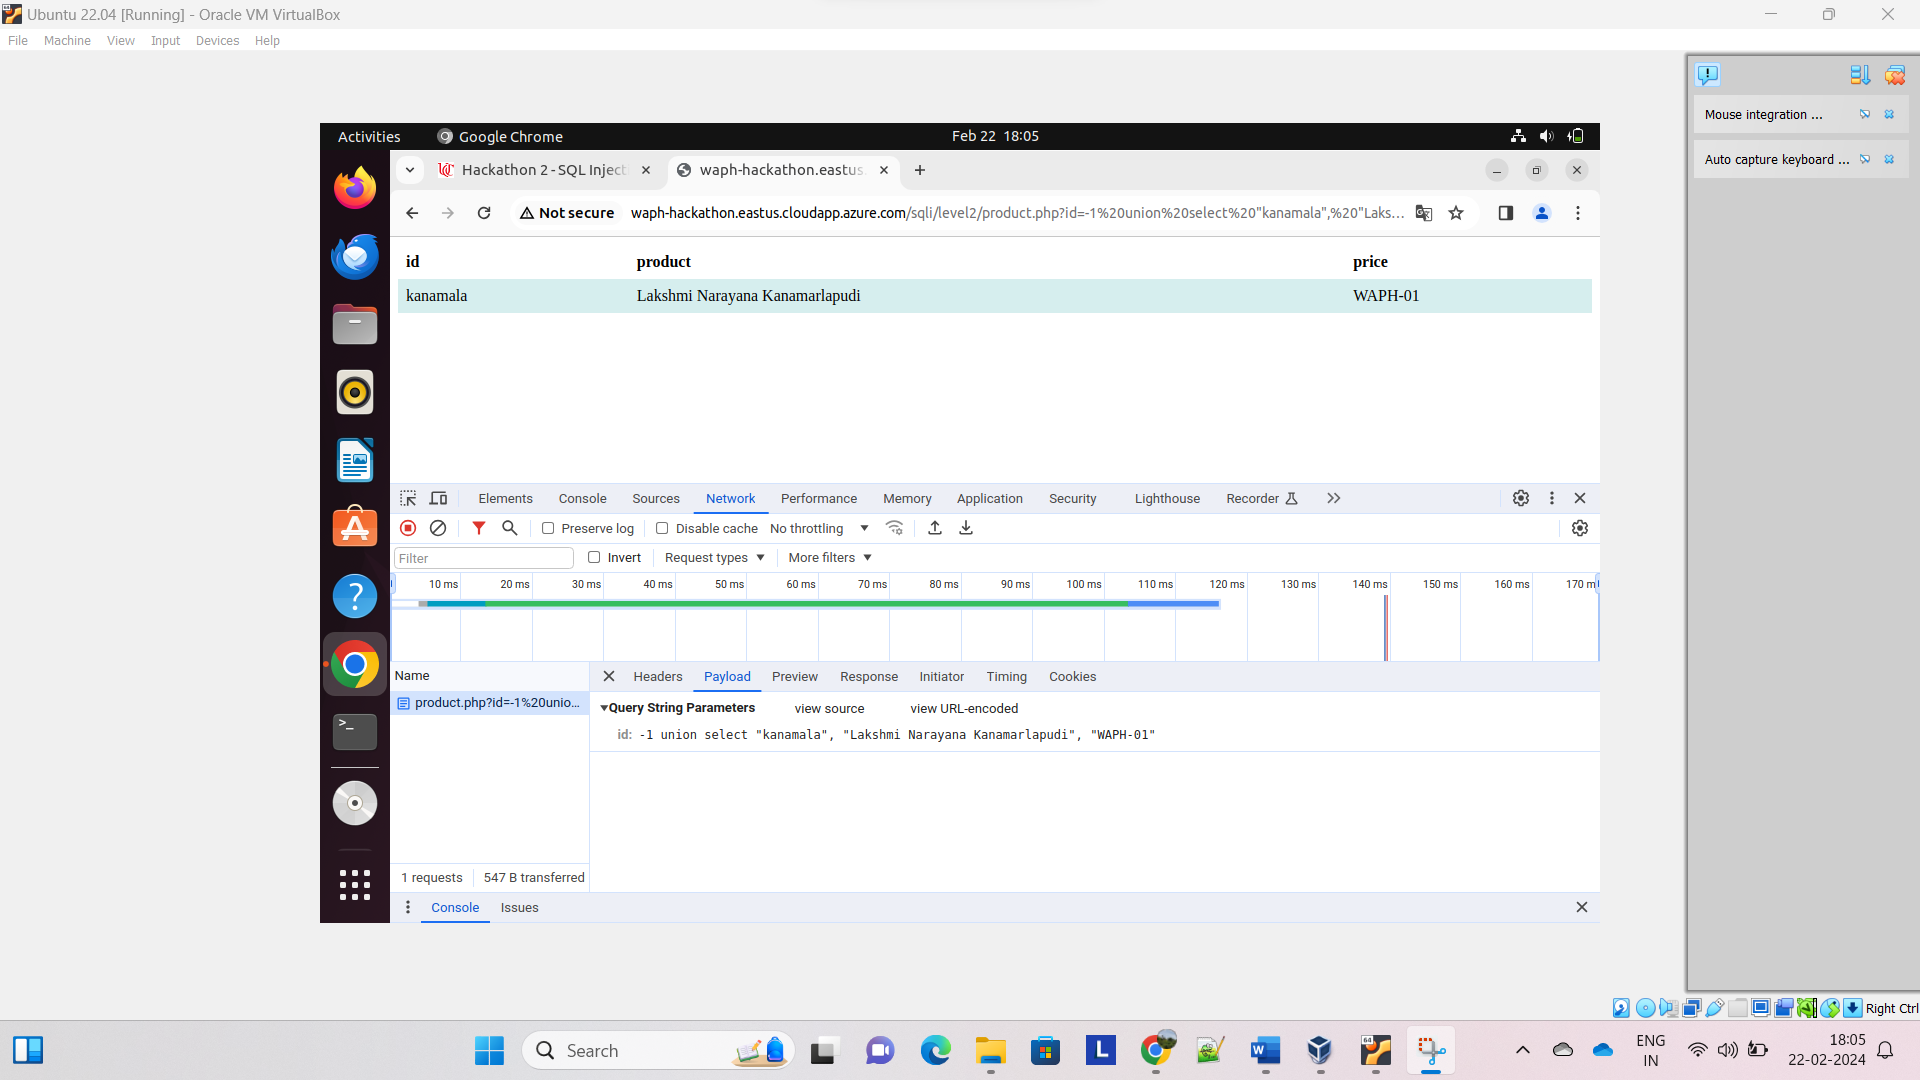 Ubuntu 22.04 [Running] - Oracle VM VirtualBox
File Machine View Input Devices Help
Mouse integration ...
Auto capture keyboard ...
Activities Google Chrome Feb 22 18:05
Hackathon 2 - SQL Inject
waph-hackathon.eastus.
Not secure waph-hackathon.eastus.cloudapp.azure.com/sqli/level2/product.php?id=-1%20union%20select%20"kanamala",%20"Laks...
id product price
kanamala Lakshmi Narayana Kanamarlapudi WAPH-01
Elements Console Sources Network Performance Memory Application Security Lighthouse Recorder
Preserve log Disable cache No throttling
Filter Invert Request types More filters
10 ms 20 ms 30 ms 40 ms 50 ms 60 ms 70 ms 80 ms 90 ms 100 ms 110 ms 120 ms 130 ms 140 ms 150 ms 160 ms 170 m
Name Headers Payload Preview Response Initiator Timing Cookies
product.php?id=-1%20unio...
Query String Parameters view source view URL-encoded
id: -1 union select "kanamala", "Lakshmi Narayana Kanamarlapudi", "WAPH-01"
1 requests 547 B transferred
Console Issues
Right Ctrl
Search
ENG
IN
18:05
22-02-2024